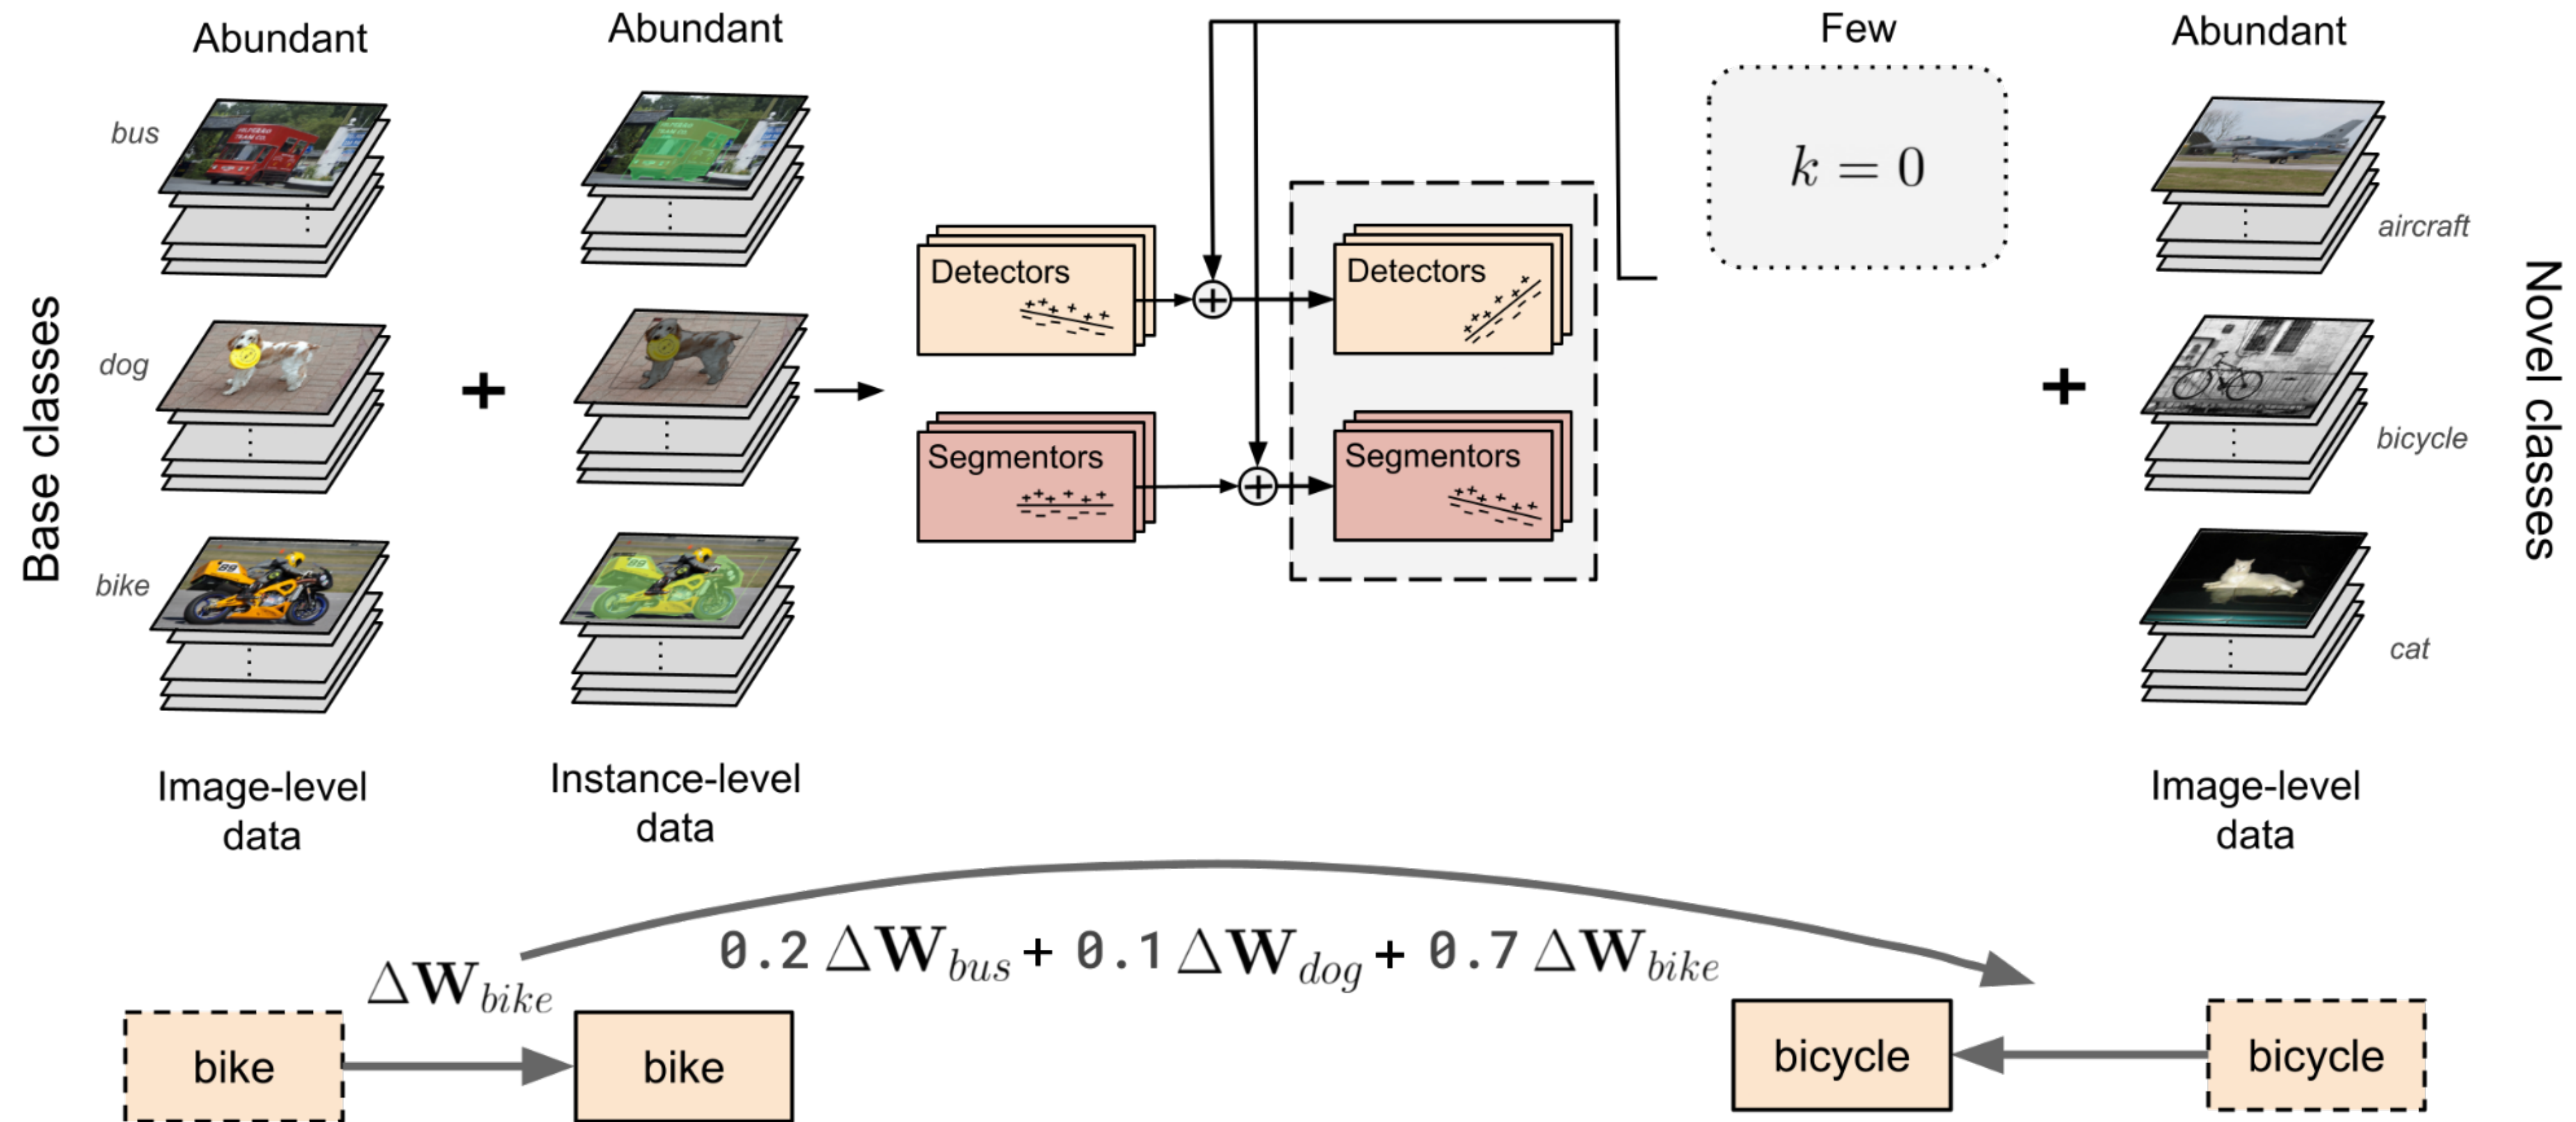 Abundant
Abundant
Few
Abundant
bus
k = 0
aircraft
Base classes
Novel classes
Detectors
Detectors
dog
+
+
bicycle
Segmentors
Segmentors
bike
89
89
cat
Image-level
data
Instance-level
data
Image-level
data
0.2 ΔW_bus + 0.1 ΔW_dog + 0.7 ΔW_bike
ΔW_bike
bike
bike
bicycle
bicycle